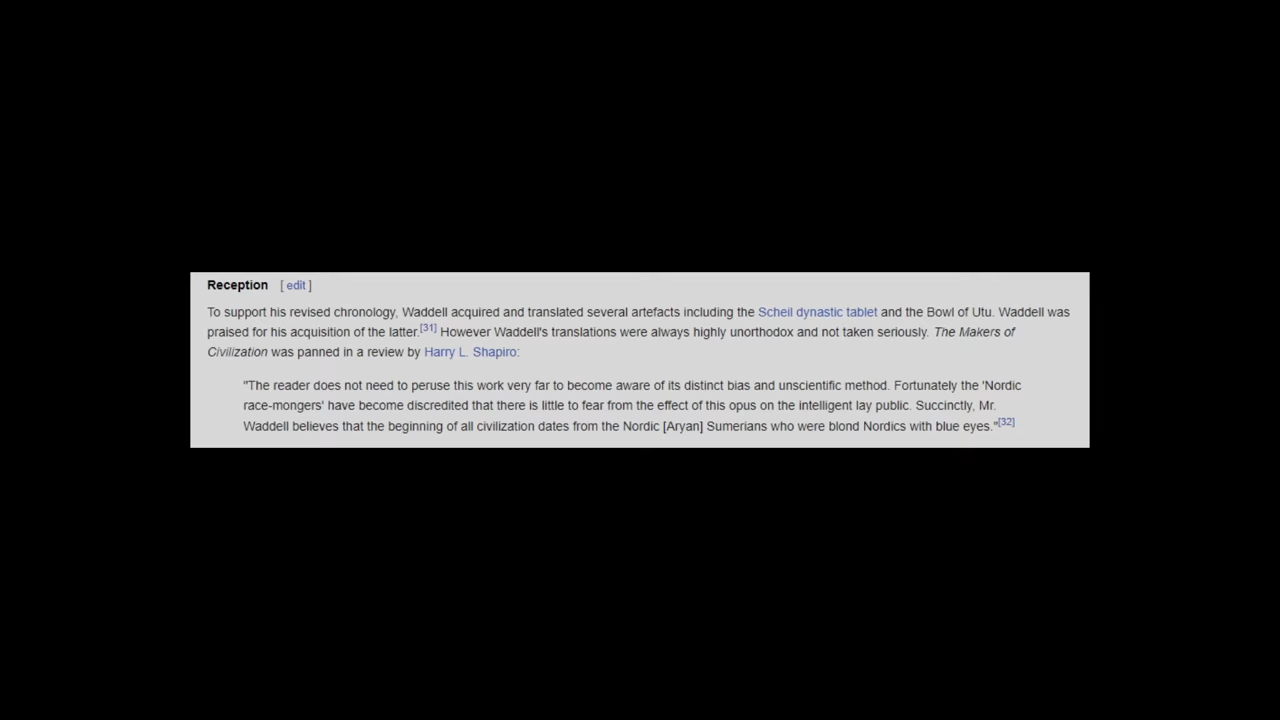 Reception [ edit ]
To support his revised chronology, Waddell acquired and translated several artefacts including the Scheil dynastic tablet and the Bowl of Utu. Waddell was
praised for his acquisition of the latter.[31] However Waddell's translations were always highly unorthodox and not taken seriously. The Makers of
Civilization was panned in a review by Harry L. Shapiro:
"The reader does not need to peruse this work very far to become aware of its distinct bias and unscientific method. Fortunately the 'Nordic
race-mongers' have become discredited that there is little to fear from the effect of this opus on the intelligent lay public. Succinctly, Mr.
Waddell believes that the beginning of all civilization dates from the Nordic [Aryan] Sumerians who were blond Nordics with blue eyes."[32]